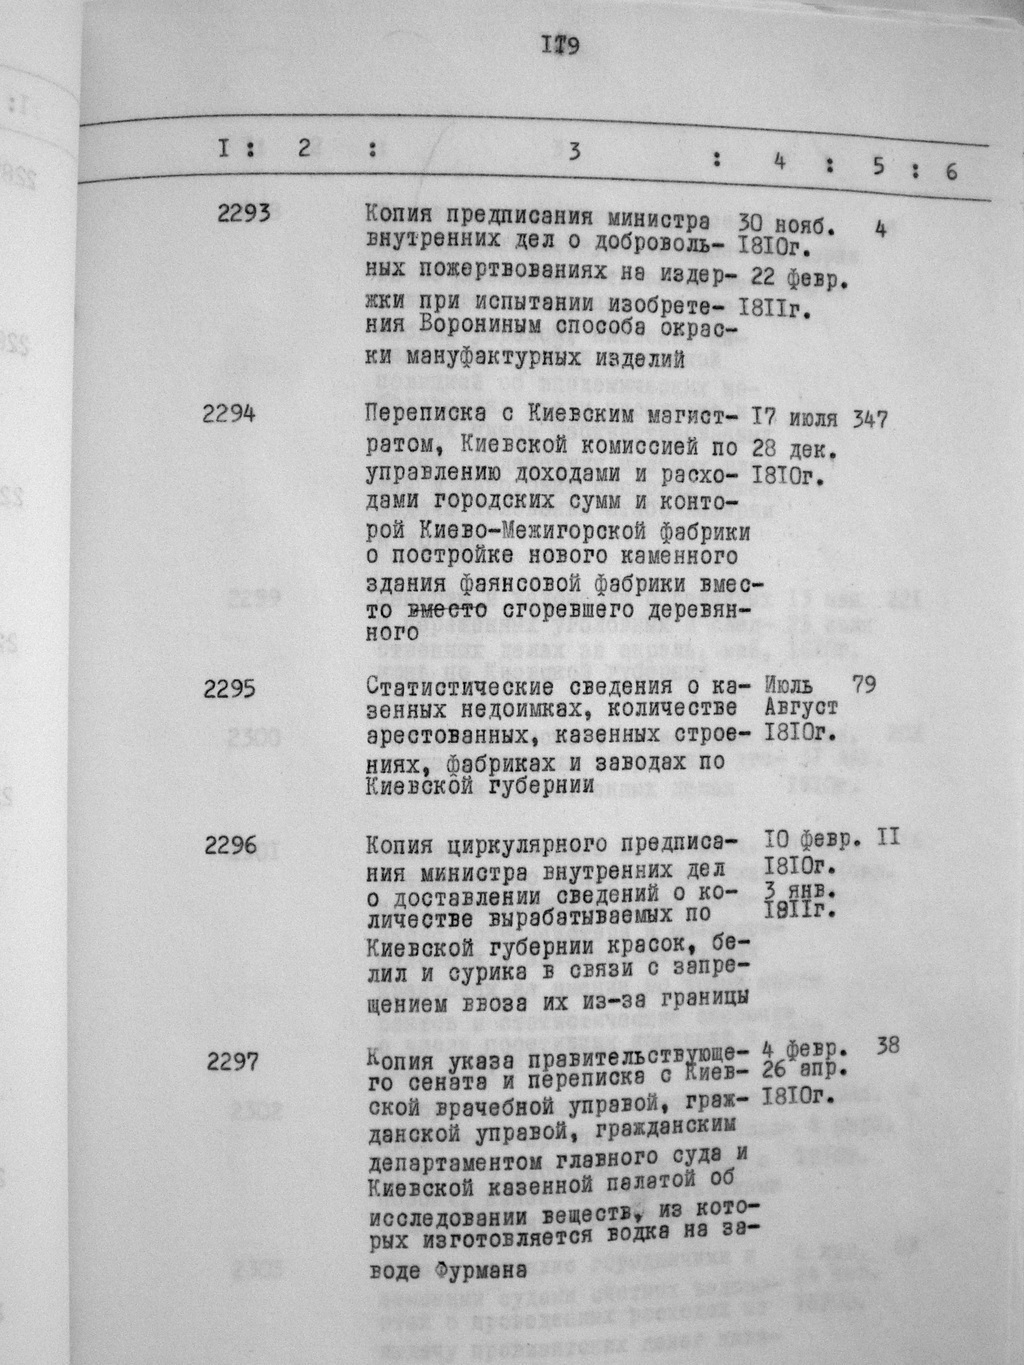 179
I : 2 : 3 : 4 : 5 : 6
2293 Копия предписания министра 30 нояб. 4
внутренних дел о доброволь- I8I0г.
ных пожертвованиях на издер- 22 февр.
жки при испытании изобрете- I8IIг.
ния Ворониным способа окрас-
ки мануфактурных изделий
2294 Переписка с Киевским магист- I7 июля 347
ратом, Киевской комиссией по 28 дек.
управлению доходами и расхо- I8I0г.
дами городских сумм и конто-
рой Киево-Межигорской фабрики
о постройке нового каменного
здания фаянсовой фабрики вмес-
то вместо сгоревшего деревян-
ного
2295 Статистические сведения о ка- Июль 79
зенных недоимках, количестве Август
арестованных, казенных строе- I8I0г.
ниях, фабриках и заводах по
Киевской губернии
2296 Копия циркулярного предписа- I0 февр. II
ния министра внутренних дел I8I0г.
о доставлении сведений о ко- 3 янв.
личестве вырабатываемых по I8IIг.
Киевской губернии красок, бе-
лил и сурика в связи с запре-
щением ввоза их из-за границы
2297 Копия указа правительствующе- 4 февр. 38
го сената и переписка с Киев- 26 апр.
ской врачебной управой, граж- I8I0г.
данской управой, гражданским
департаментом главного суда и
Киевской казенной палатой об
исследовании веществ, из кото-
рых изготовляется водка на за-
воде Фурмана